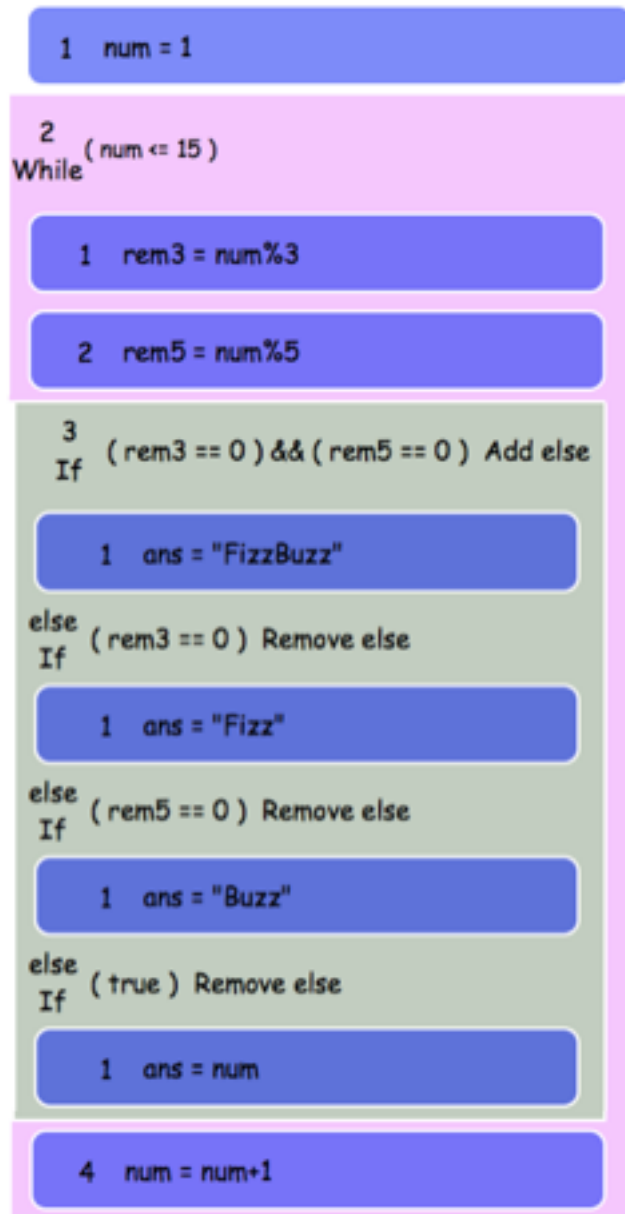 1 num = 1
2
While ( num <= 15 )
1 rem3 = num%3
2 rem5 = num%5
3
If ( rem3 == 0 ) && ( rem5 == 0 ) Add else
1 ans = "FizzBuzz"
else
If ( rem3 == 0 ) Remove else
1 ans = "Fizz"
else
If ( rem5 == 0 ) Remove else
1 ans = "Buzz"
else
If ( true ) Remove else
1 ans = num
4 num = num+1